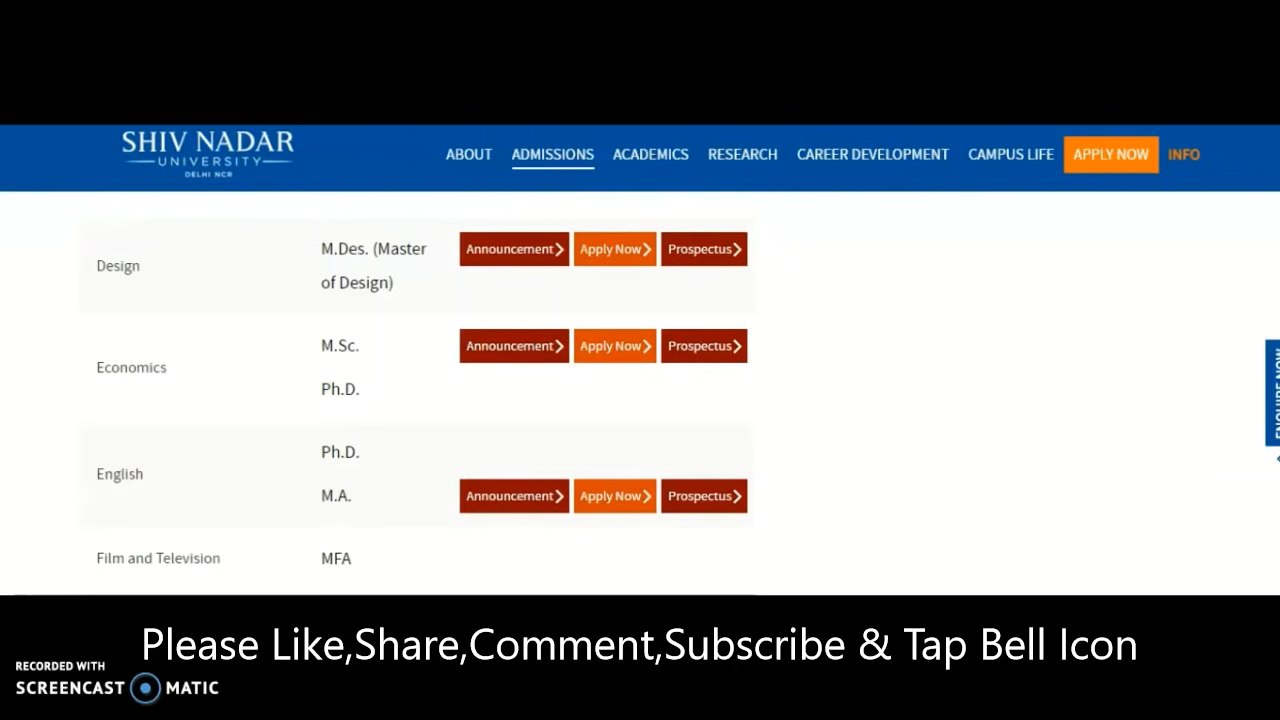 SHIV NADAR
UNIVERSITY
DELHI NCR
ABOUT ADMISSIONS ACADEMICS RESEARCH CAREER DEVELOPMENT CAMPUS LIFE APPLY NOW INFO
Design M.Des. (Master of Design) Announcement Apply Now Prospectus
Economics M.Sc. Announcement Apply Now Prospectus
Ph.D.
English Ph.D.
M.A. Announcement Apply Now Prospectus
Film and Television MFA
ENQUIRE NOW
Please Like,Share,Comment,Subscribe & Tap Bell Icon
RECORDED WITH
SCREENCAST MATIC